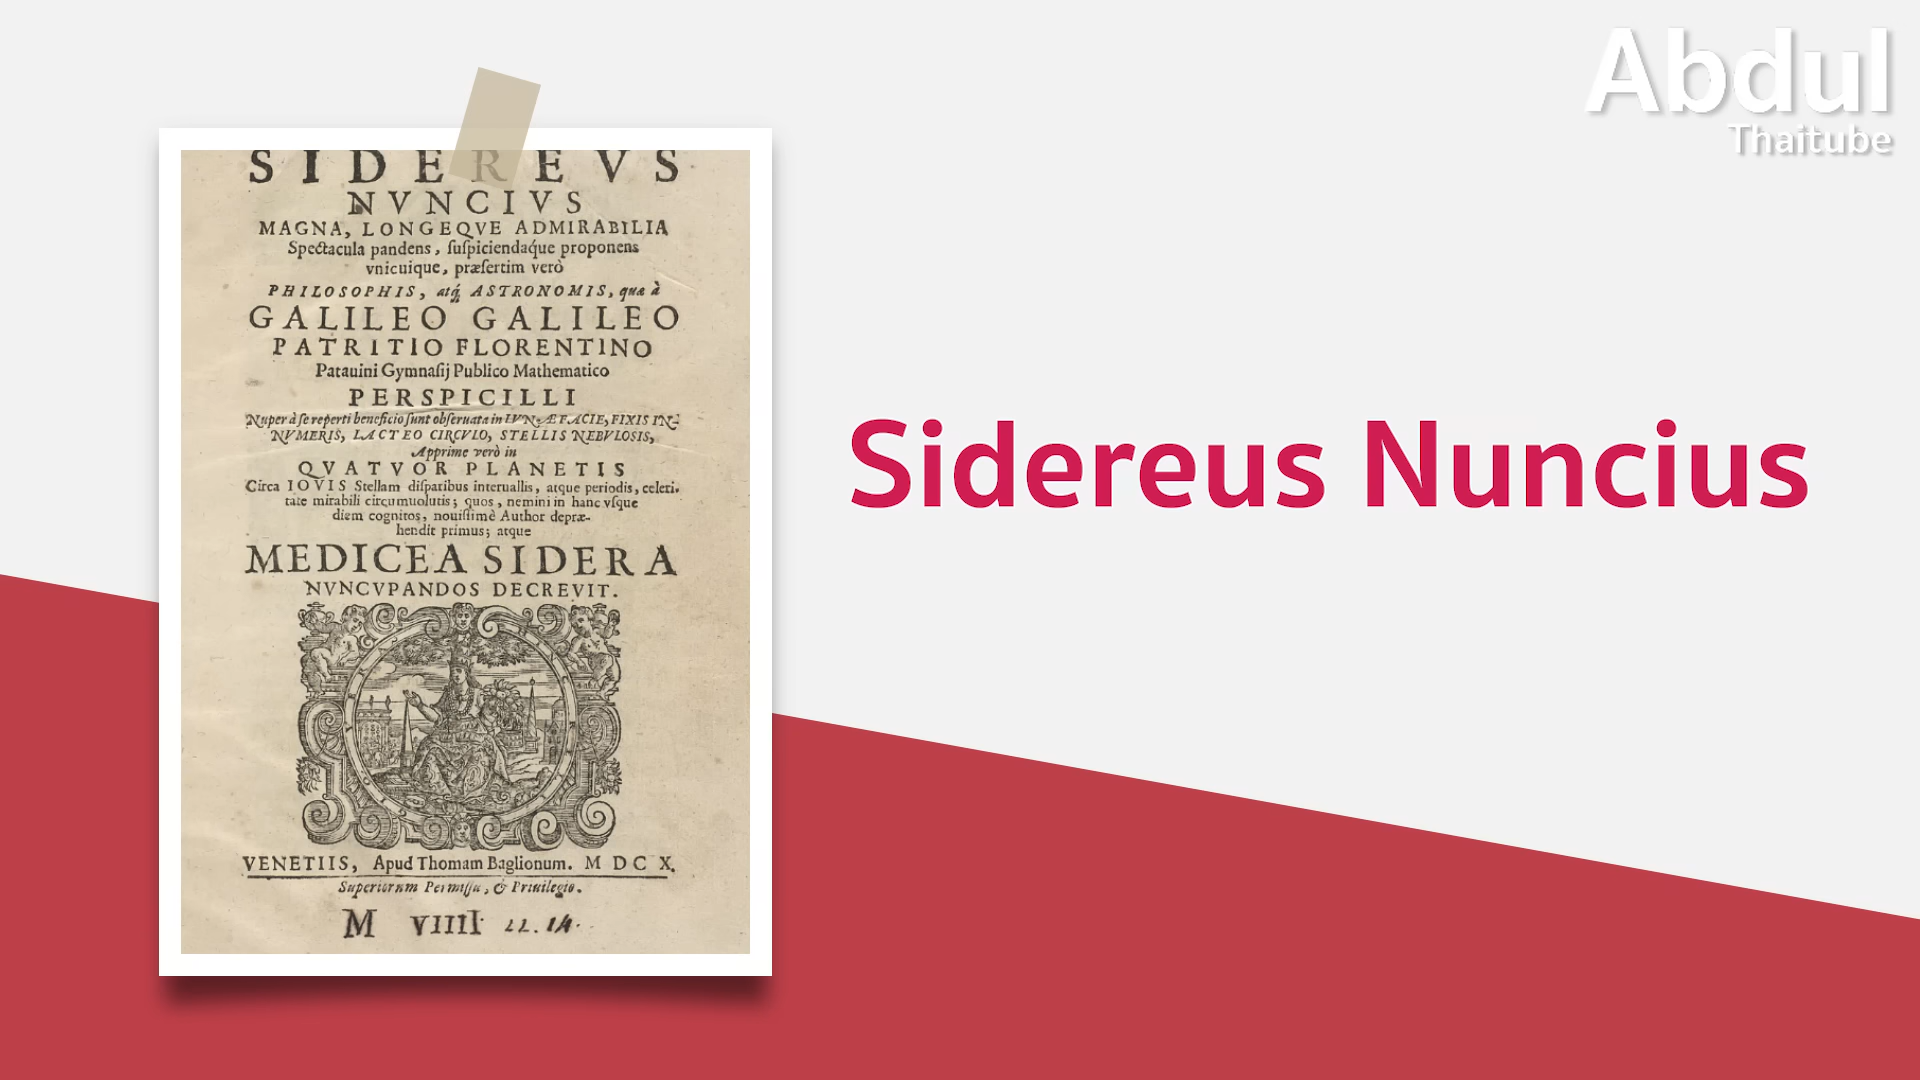 Abdul
Thaitube
SIDEREVS
NVNCIVS
MAGNA, LONGEQVE ADMIRABILIA
Spectacula pandens, ſuſpiciendaq́ue proponens
vnicuique, præſertim verò
PHILOSOPHIS, atq́; ASTRONOMIS, quæ à
GALILEO GALILEO
PATRITIO FLORENTINO
Patauini Gymnaſij Publico Mathematico
PERSPICILLI
Nuper à ſe reperti beneficio ſunt obſeruata in LVNÆ FACIE, FIXIS IN-
NVMERIS, LACTEO CIRCVLO, STELLIS NEBVLOSIS,
Apprime verò in
QVATVOR PLANETIS
Circa IOVIS Stellam diſparibus interuallis, atque periodis, celeri-
tate mirabili circumuolutis; quos, nemini in hanc vſque
diem cognitos, nouiſſimè Author depræ-
hendit primus; atque
MEDICEA SIDERA
NVNCVPANDOS DECREVIT.
VENETIIS, Apud Thomam Baglionum. M DC X.
Superiorum Permiſſu, & Priuilegio.
M VIIII 22.
Sidereus Nuncius